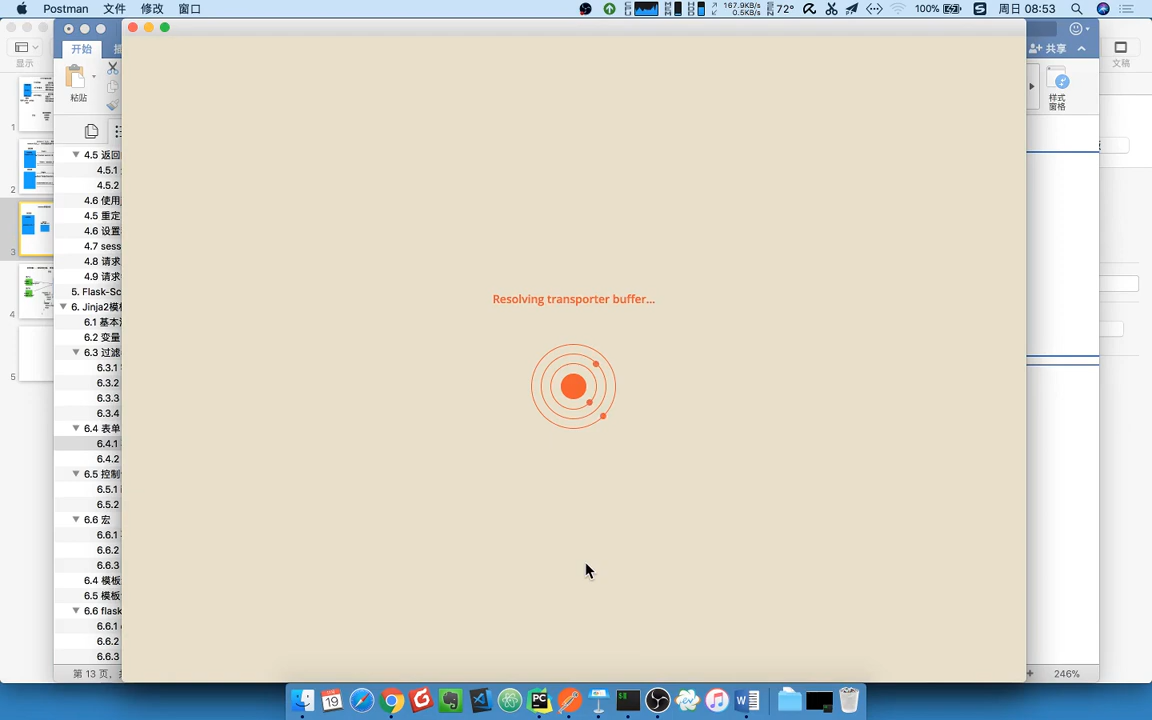 Postman 文件 修改 窗口
167.9KB/s
0.5KB/s
72° 100% 周日 08:53
显示
开始
粘贴
共享
样式
窗格
文稿
1
2
3
4
5
4.5 返回
4.5.1
4.5.2
4.6 使用
4.5 重定
4.6 设置
4.7 sess
4.8 请求
4.9 请求
5. Flask-Sc
6. Jinja2模
6.1 基本
6.2 变量
6.3 过滤
6.3.1
6.3.2
6.3.3
6.3.4
6.4 表单
6.4.1
6.4.2
6.5 控制
6.5.1
6.5.2
6.6 宏
6.6.1
6.6.2
6.6.3
6.4 模板
6.5 模板
6.6 flask
6.6.1
6.6.2
6.6.3
Resolving transporter buffer...
第 13 页，
246%
19
PC